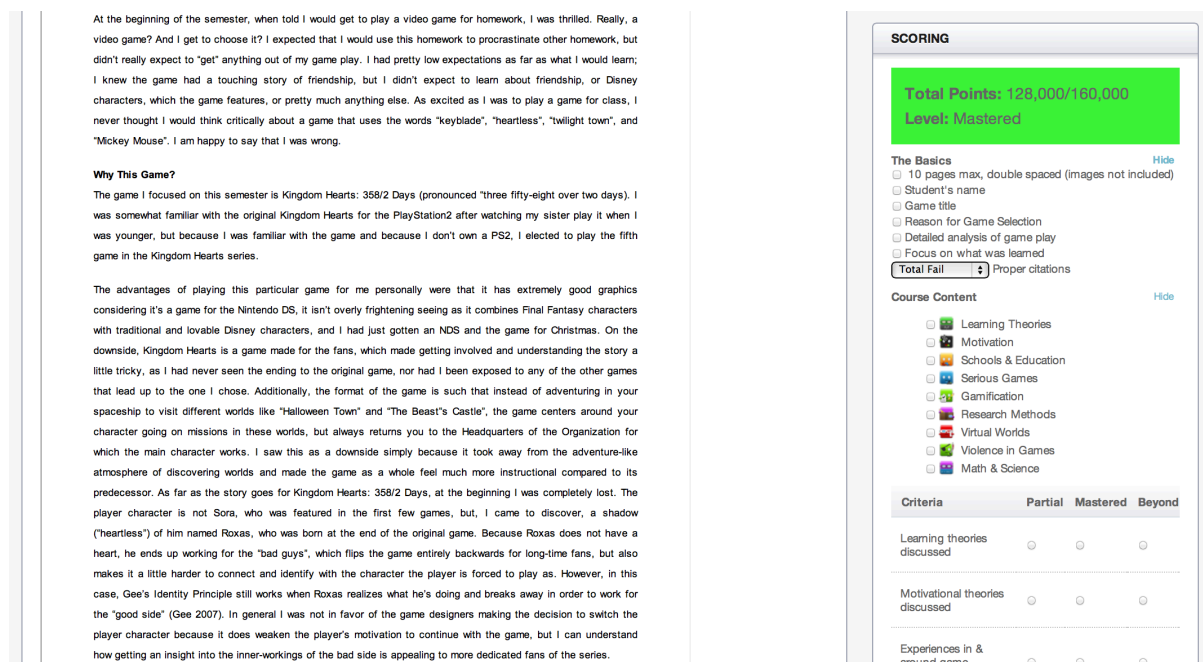 At the beginning of the semester, when told I would get to play a video game for homework, I was thrilled. Really, a
video game? And I get to choose it? I expected that I would use this homework to procrastinate other homework, but
didn't really expect to "get" anything out of my game play. I had pretty low expectations as far as what I would learn;
I knew the game had a touching story of friendship, but I didn't expect to learn about friendship, or Disney
characters, which the game features, or pretty much anything else. As excited as I was to play a game for class, I
never thought I would think critically about a game that uses the words "keyblade", "heartless", "twilight town", and
"Mickey Mouse". I am happy to say that I was wrong.
Why This Game?
The game I focused on this semester is Kingdom Hearts: 358/2 Days (pronounced "three fifty-eight over two days). I
was somewhat familiar with the original Kingdom Hearts for the PlayStation2 after watching my sister play it when I
was younger, but because I was familiar with the game and because I don't own a PS2, I elected to play the fifth
game in the Kingdom Hearts series.
The advantages of playing this particular game for me personally were that it has extremely good graphics
considering it's a game for the Nintendo DS, it isn't overly frightening seeing as it combines Final Fantasy characters
with traditional and lovable Disney characters, and I had just gotten an NDS and the game for Christmas. On the
downside, Kingdom Hearts is a game made for the fans, which made getting involved and understanding the story a
little tricky, as I had never seen the ending to the original game, nor had I been exposed to any of the other games
that lead up to the one I chose. Additionally, the format of the game is such that instead of adventuring in your
spaceship to visit different worlds like "Halloween Town" and "The Beast"s Castle", the game centers around your
character going on missions in these worlds, but always returns you to the Headquarters of the Organization for
which the main character works. I saw this as a downside simply because it took away from the adventure-like
atmosphere of discovering worlds and made the game as a whole feel much more instructional compared to its
predecessor. As far as the story goes for Kingdom Hearts: 358/2 Days, at the beginning I was completely lost. The
player character is not Sora, who was featured in the first few games, but, I came to discover, a shadow
("heartless") of him named Roxas, who was born at the end of the original game. Because Roxas does not have a
heart, he ends up working for the "bad guys", which flips the game entirely backwards for long-time fans, but also
makes it a little harder to connect and identify with the character the player is forced to play as. However, in this
case, Gee's Identity Principle still works when Roxas realizes what he's doing and breaks away in order to work for
the "good side" (Gee 2007). In general I was not in favor of the game designers making the decision to switch the
player character because it does weaken the player's motivation to continue with the game, but I can understand
how getting an insight into the inner-workings of the bad side is appealing to more dedicated fans of the series.
SCORING
Total Points: 128,000/160,000
Level: Mastered
The Basics Hide
10 pages max, double spaced (images not included)
Student's name
Game title
Reason for Game Selection
Detailed analysis of game play
Focus on what was learned
Total Fail Proper citations
Course Content Hide
Learning Theories
Motivation
Schools & Education
Serious Games
Gamification
Research Methods
Virtual Worlds
Violence in Games
Math & Science
Criteria Partial Mastered Beyond
Learning theories
discussed
Motivational theories
discussed
Experiences in &
around game